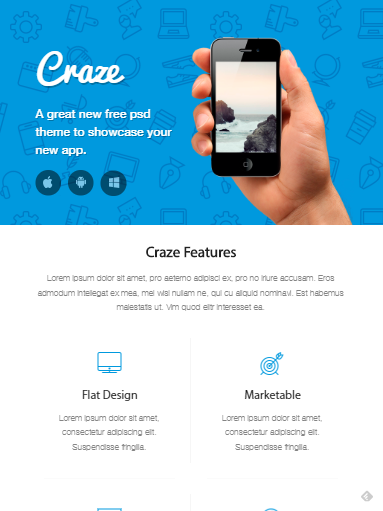 Craze
A great new free psd
theme to showcase your
new app.
Craze Features
Lorem ipsum dolor sit amet, pro aeterno adipisci ex, pro no iriure accusam. Eros
admodum intellegat ex mea, mei wisi nullam ne, qui cu aliquid nominavi. Est habemus
maiestatis ut. Vim quod elitr interesset ea.
Flat Design
Lorem ipsum dolor sit amet,
consectetur adipiscing elit.
Suspendisse fringilla.
Marketable
Lorem ipsum dolor sit amet,
consectetur adipiscing elit.
Suspendisse fringilla.